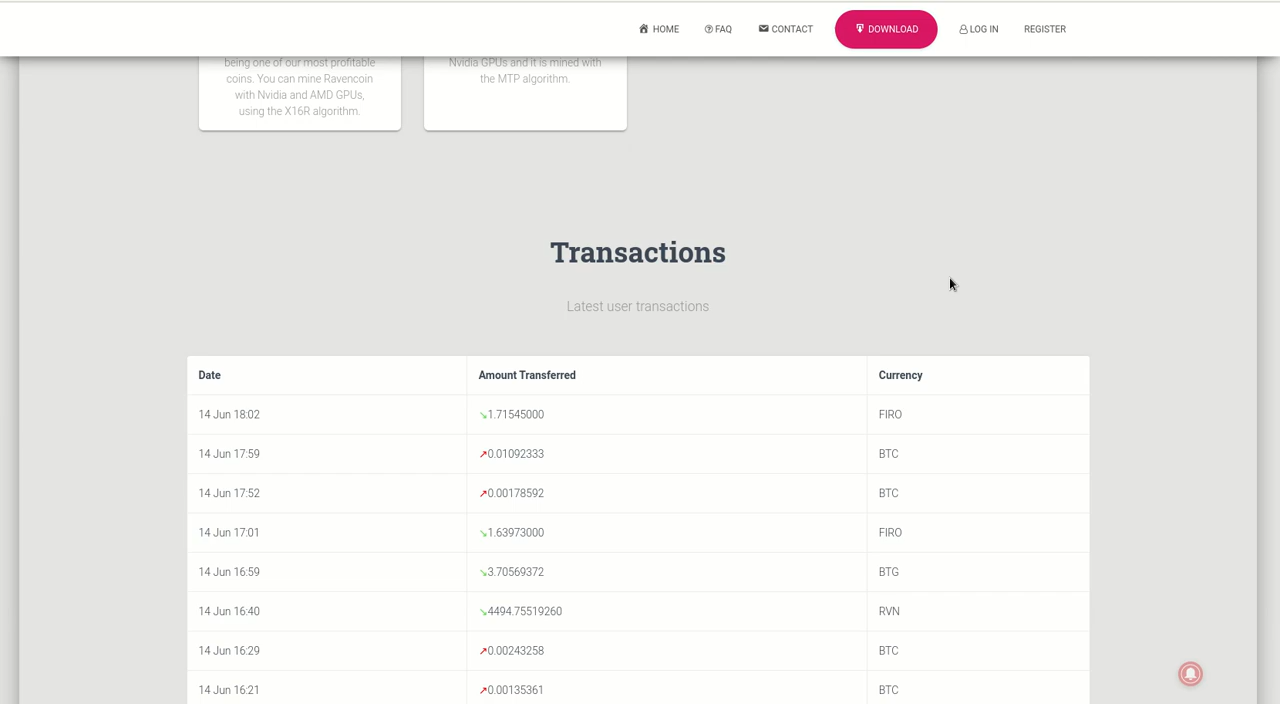 HOME FAQ CONTACT DOWNLOAD LOG IN REGISTER
being one of our most profitable
coins. You can mine Ravencoin
with Nvidia and AMD GPUs,
using the X16R algorithm.
Nvidia GPUs and it is mined with
the MTP algorithm.
Transactions
Latest user transactions
Date Amount Transferred Currency
14 Jun 18:02 ↘1.71545000 FIRO
14 Jun 17:59 ↗0.01092333 BTC
14 Jun 17:52 ↗0.00178592 BTC
14 Jun 17:01 ↘1.63973000 FIRO
14 Jun 16:59 ↘3.70569372 BTG
14 Jun 16:40 ↘4494.75519260 RVN
14 Jun 16:29 ↗0.00243258 BTC
14 Jun 16:21 ↗0.00135361 BTC